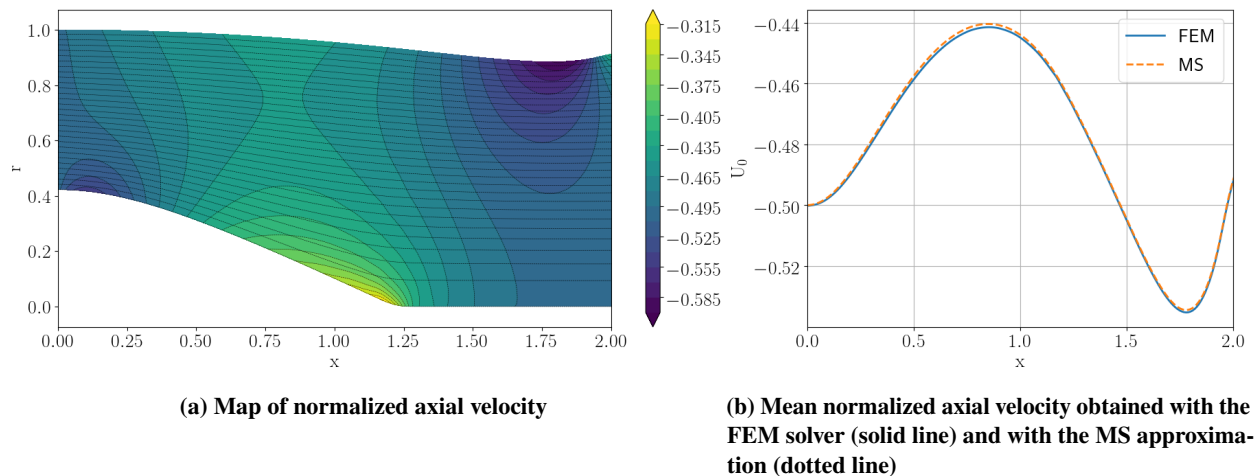 1.0
0.8
0.6
0.4
0.2
0.0
r
0.00 0.25 0.50 0.75 1.00 1.25 1.50 1.75 2.00
x
−0.315
−0.345
−0.375
−0.405
−0.435
−0.465
−0.495
−0.525
−0.555
−0.585
(a) Map of normalized axial velocity
−0.44
−0.46
−0.48
−0.50
−0.52
U0
FEM
MS
0.0 0.5 1.0 1.5 2.0
x
(b) Mean normalized axial velocity obtained with the
FEM solver (solid line) and with the MS approxima-
tion (dotted line)